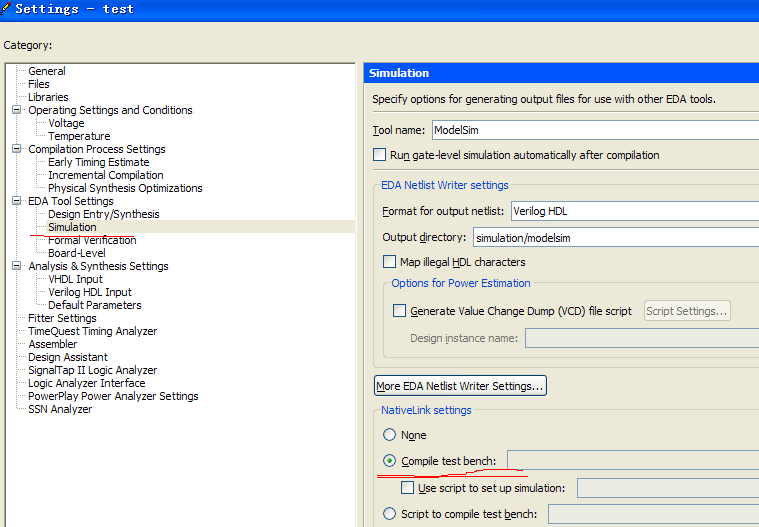 Settings - test
Category:
General
Files
Libraries
Operating Settings and Conditions
Voltage
Temperature
Compilation Process Settings
Early Timing Estimate
Incremental Compilation
Physical Synthesis Optimizations
EDA Tool Settings
Design Entry/Synthesis
Simulation
Formal Verification
Board-Level
Analysis & Synthesis Settings
VHDL Input
Verilog HDL Input
Default Parameters
Fitter Settings
TimeQuest Timing Analyzer
Assembler
Design Assistant
SignalTap II Logic Analyzer
Logic Analyzer Interface
PowerPlay Power Analyzer Settings
SSN Analyzer
Simulation
Specify options for generating output files for use with other EDA tools.
Tool name: ModelSim
Run gate-level simulation automatically after compilation
EDA Netlist Writer settings
Format for output netlist: Verilog HDL
Output directory: simulation/modelsim
Map illegal HDL characters
Options for Power Estimation
Generate Value Change Dump (VCD) file script Script Settings...
Design instance name:
More EDA Netlist Writer Settings...
NativeLink settings
None
Compile test bench:
Use script to set up simulation:
Script to compile test bench: